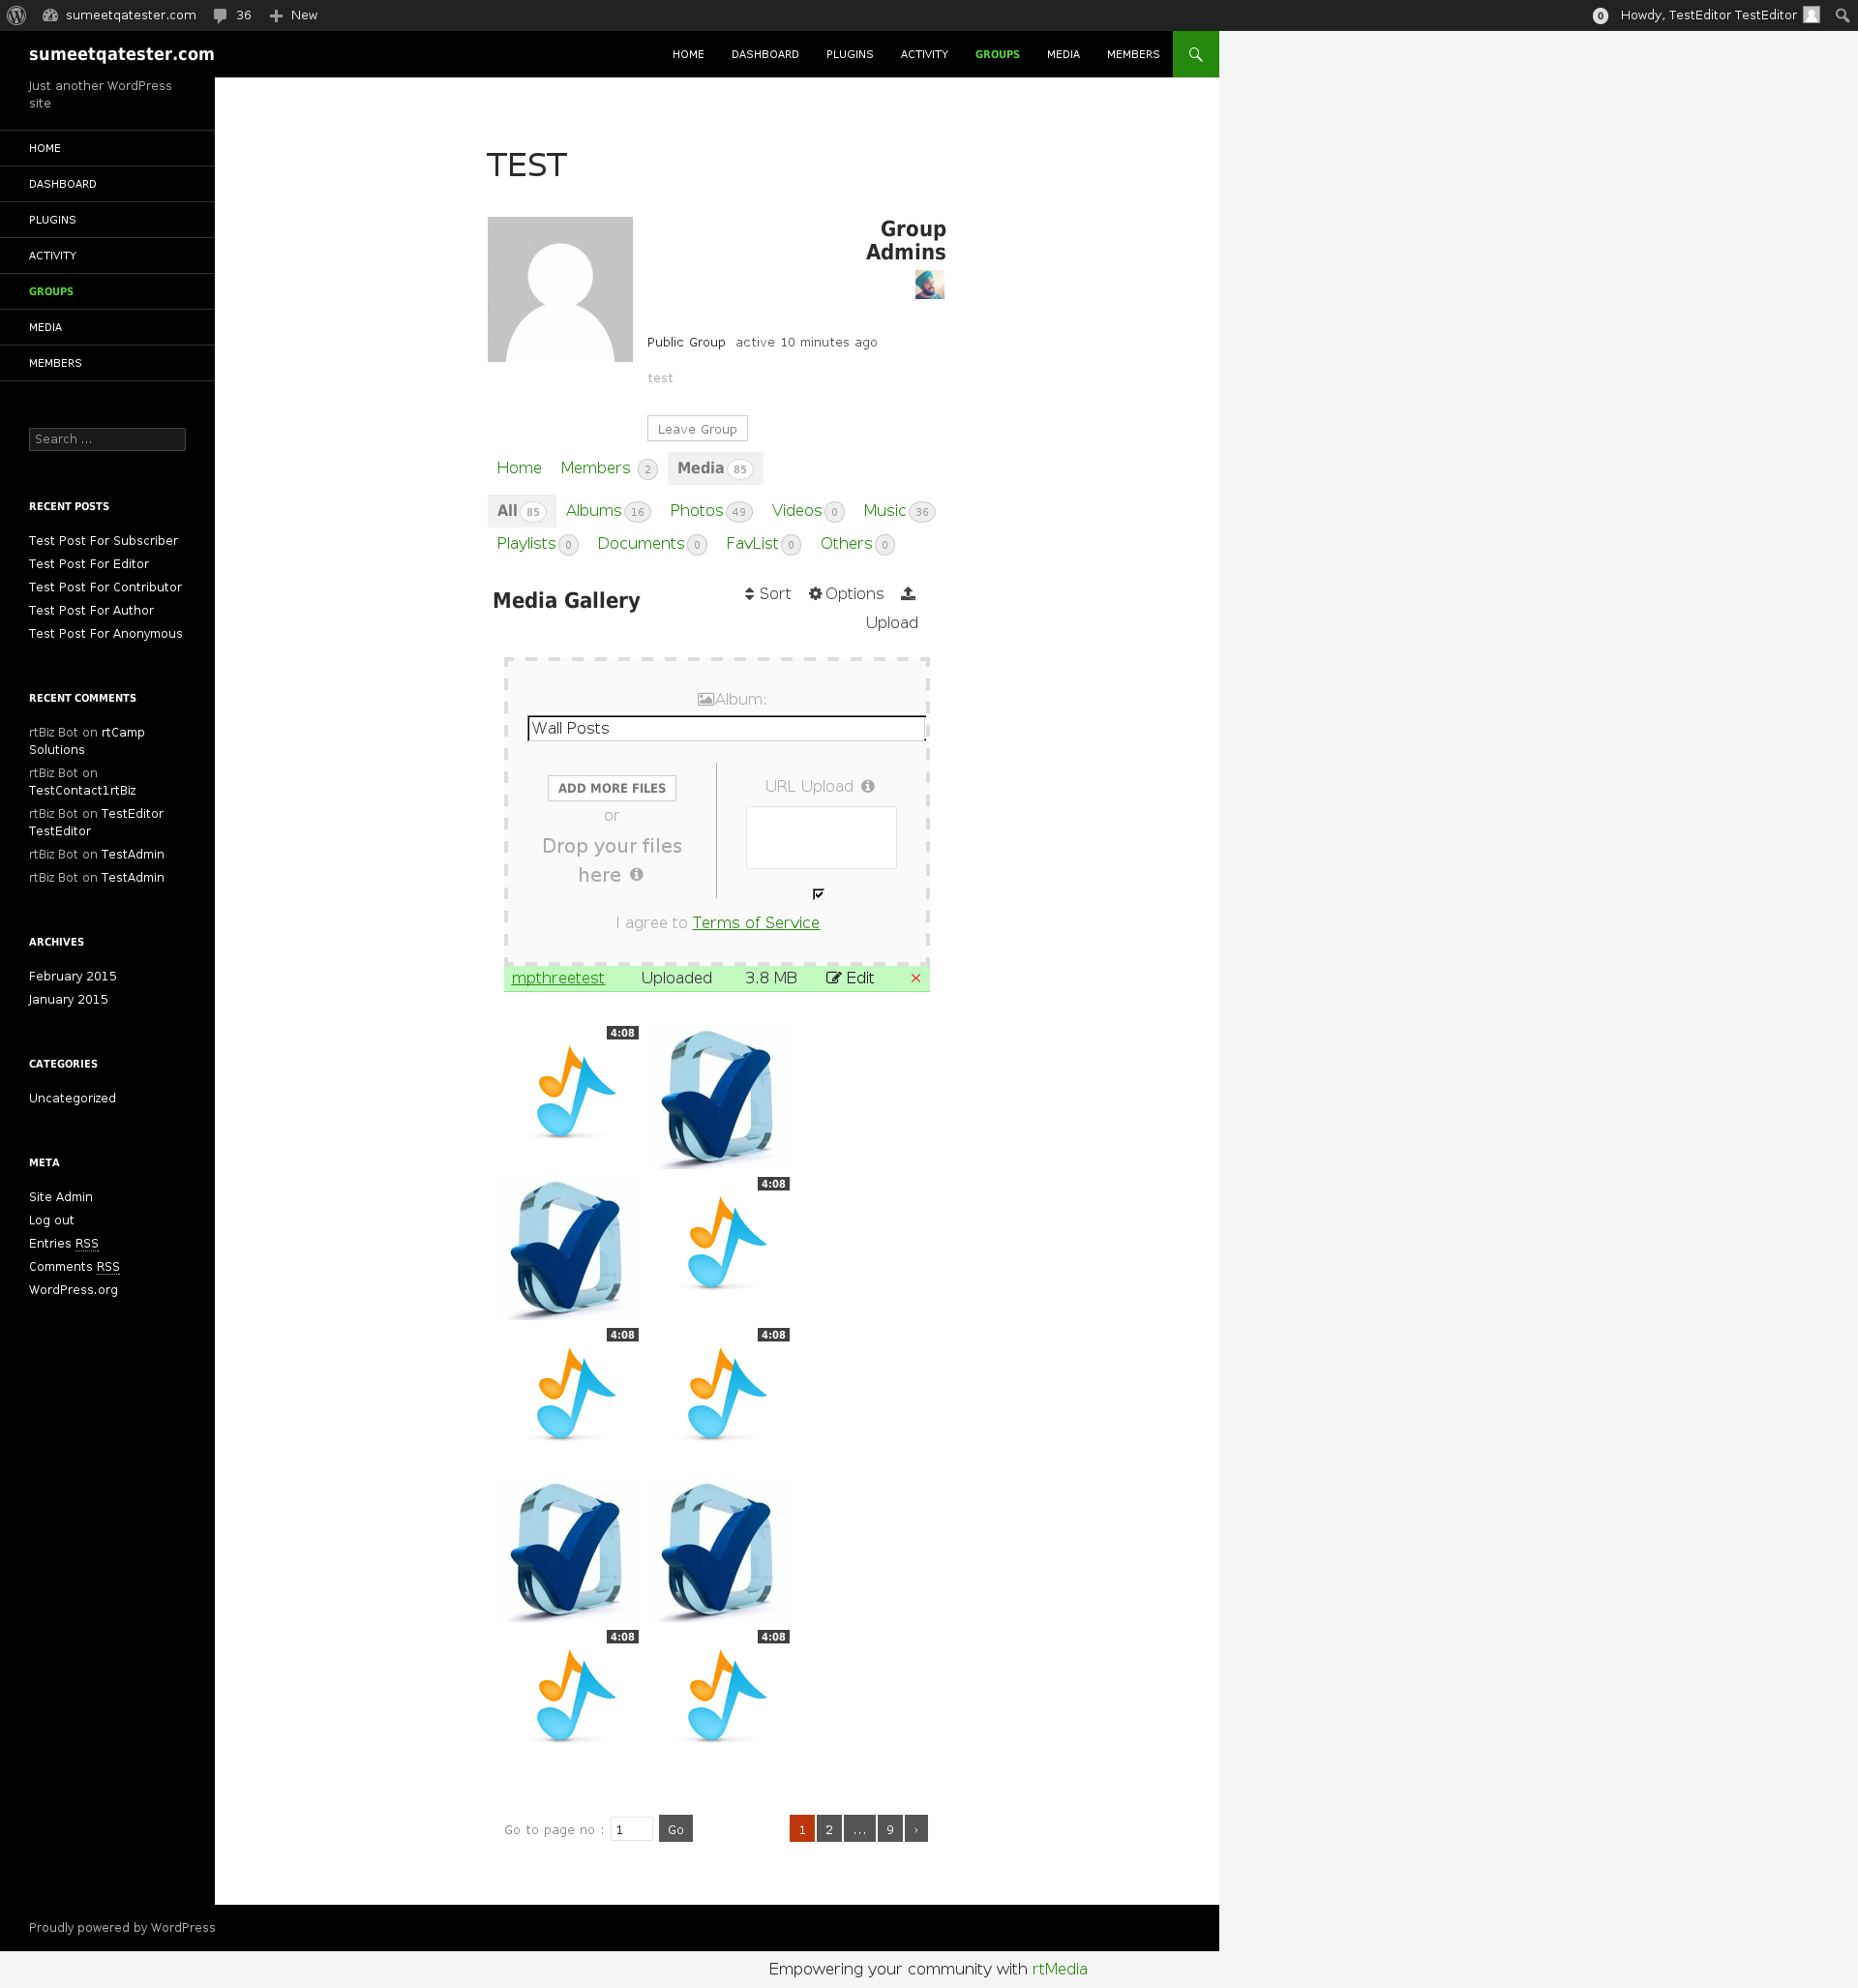 sumeetqatester.com 36 New 0 Howdy, TestEditor TestEditor
sumeetqatester.com
HOME DASHBOARD PLUGINS ACTIVITY GROUPS MEDIA MEMBERS
Just another WordPress
site
HOME
DASHBOARD
PLUGINS
ACTIVITY
GROUPS
MEDIA
MEMBERS
Search ...
RECENT POSTS
Test Post For Subscriber
Test Post For Editor
Test Post For Contributor
Test Post For Author
Test Post For Anonymous
RECENT COMMENTS
rtBiz Bot on rtCamp
Solutions
rtBiz Bot on
TestContact1rtBiz
rtBiz Bot on TestEditor
TestEditor
rtBiz Bot on TestAdmin
rtBiz Bot on TestAdmin
ARCHIVES
February 2015
January 2015
CATEGORIES
Uncategorized
META
Site Admin
Log out
Entries RSS
Comments RSS
WordPress.org
TEST
Group
Admins
Public Group active 10 minutes ago
test
Leave Group
Home Members 2 Media 85
All 85 Albums 16 Photos 49 Videos 0 Music 36
Playlists 0 Documents 0 FavList 0 Others 0
Media Gallery
Sort Options
Upload
Album:
Wall Posts
ADD MORE FILES
or
Drop your files
here
URL Upload
I agree to Terms of Service
mpthreetest Uploaded 3.8 MB Edit ×
4:08
4:08
4:08 4:08
4:08 4:08
Go to page no : 1 Go 1 2 ... 9 ›
Proudly powered by WordPress
Empowering your community with rtMedia